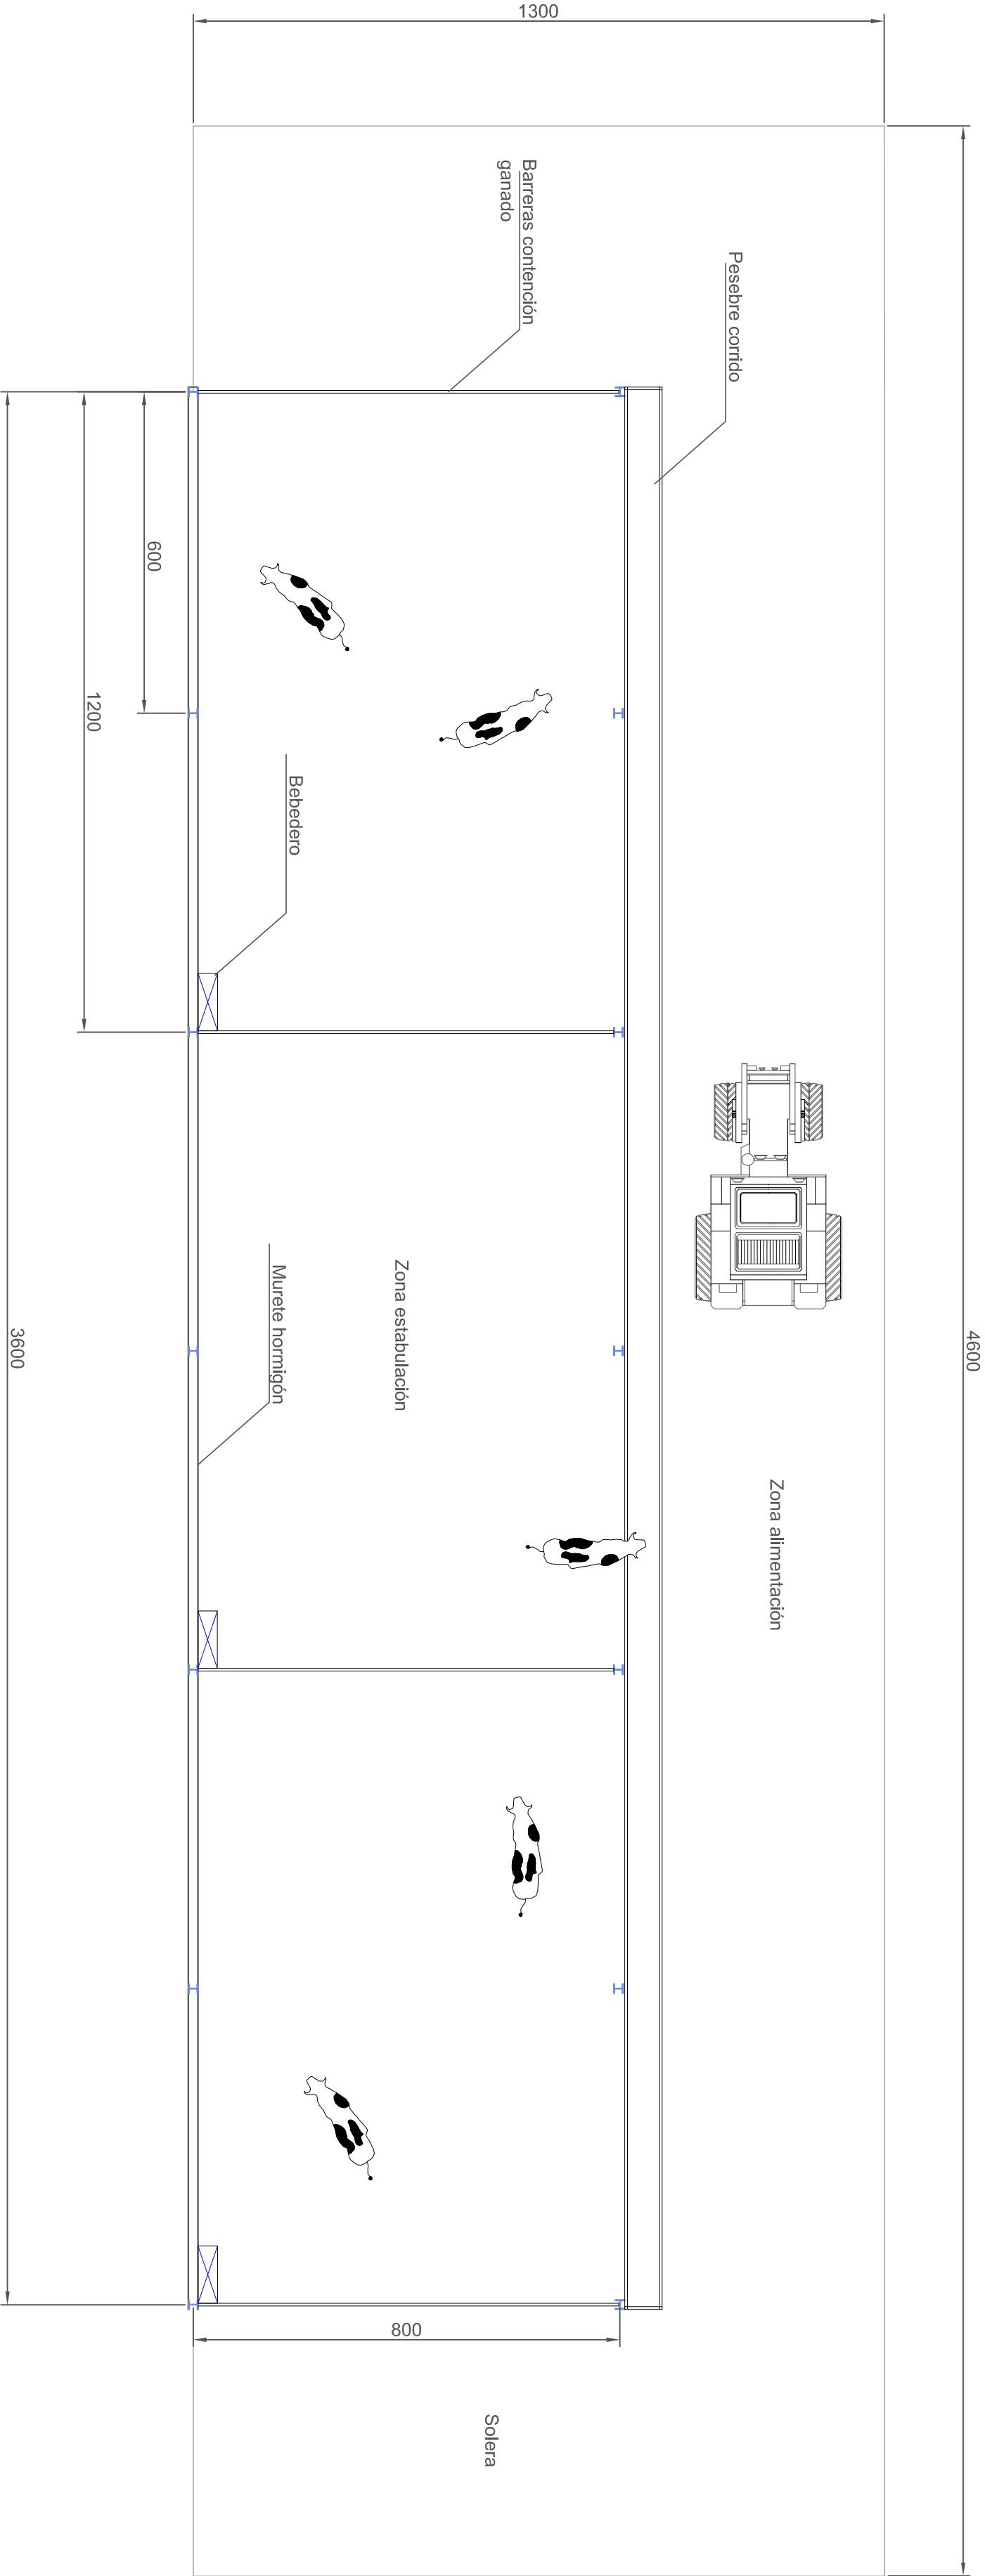 1300
4600
Pesebre corrido
Barreras contención
ganado
600
1200
Bebedero
Zona alimentación
Zona estabulación
Murete hormigón
3600
800
Solera